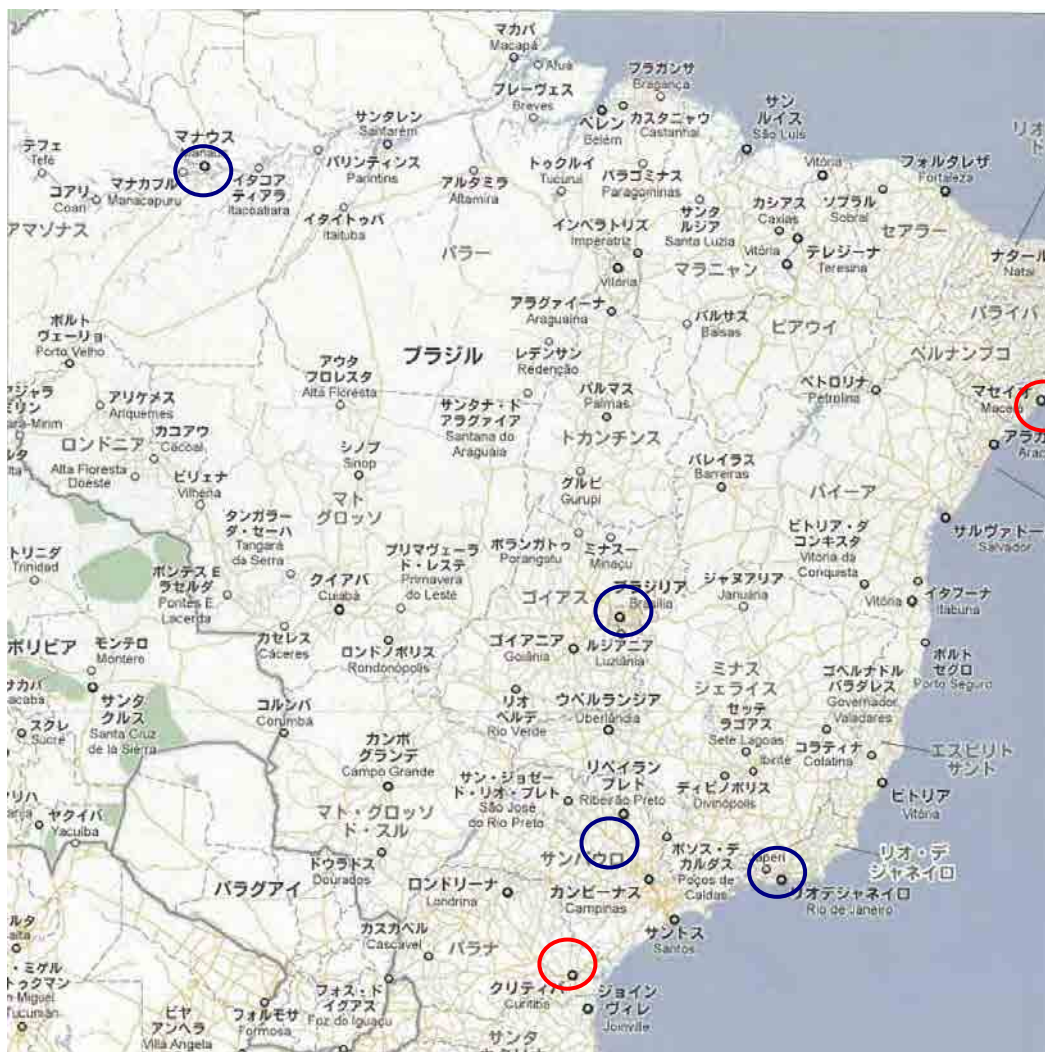 マカパ
Macapá
Afuá
ブレーヴェス
Breves
ブラガンサ
Bragança
ベレン
Belém
カスタニャウ
Castanhal
サン
ルイス
São Luís
マナウス
テフェ
Tefé
コアリ
Coari
マナカプル
Manacapuru
イタコア
ティアラ
Itacoatiara
サンタレン
Santarém
パリンティンス
Parintins
イタイトゥバ
Itaituba
アルタミラ
Altamira
トゥクルイ
Tucuruí
パラゴミナス
Paragominas
Vitória
フォルタレザ
Fortaleza
カシアス
Caxias
ソブラル
Sobral
セアラー
サンタ
ルジア
Santa Luzia
インペラトリズ
Imperatriz
Vitória
Vitória
テレジーナ
Teresina
マラニャン
アマゾナス
パラー
ナタール
Natal
アラグァイーナ
Araguaína
バルサス
Balsas
ピアウイ
パライバ
ペルナンブコ
ポルト
ヴェーリョ
Porto Velho
ブラジル
レデンサン
Redenção
アウタ
フロレスタ
Alta Floresta
パルマス
Palmas
ペトロリナ
Petrolina
マセイオ
Maceió
アリケメス
Ariquemes
サンタナ・ド
アラグァイア
Santana do
Araguaia
トカンチンス
ロンドニア
カコアウ
Cacoal
シノプ
Sinop
Alta Floresta
Doeste
ビリェナ
Vilhena
マト
グロッソ
グルピ
Gurupi
バレイラス
Barreiras
バイーア
タンガラー
ダ・セーハ
Tangará
da Serra
プリマヴェーラ
ド・レステ
Primavera
do Leste
ポランガトゥ
Porangatu
ミナスー
Minaçu
ビトリア・ダ
コンキスタ
Vitória da
Conquista
サルヴァドー
Salvador
トリニダ
Trinidad
ポンテス E
ラセルダ
Pontes E
Lacerda
クイアバ
Cuiabá
ゴイアス
ブラジリア
Brasília
ジャヌアリア
Januária
Vitória
イタブーナ
Itabuna
ボリビア
モンテロ
Montero
カセレス
Cáceres
ロンドノポリス
Rondonópolis
ゴイアニア
Goiânia
ルジアニア
Luziânia
ポルト
セグロ
Porto Seguro
ミナス
ジェライス
ゴベルナドル
バラダレス
Governador
Valadares
サンタ
クルス
Santa Cruz
de la Sierra
スクレ
Sucre
コルンバ
Corumbá
リオ
ベルデ
Rio Verde
ウベルランジア
Uberlândia
セッテ
ラゴアス
Sete Lagoas
Ibirité
コラティナ
Colatina
エスピリト
サント
カンポ
グランデ
Campo Grande
サン・ジョゼー
ド・リオ・プレト
São José
do Rio Preto
リベイラン
プレト
Ribeirão Preto
ディビノポリス
Divinópolis
ビトリア
Vitória
ヤクイバ
Yacuiba
マト・グロッソ
ド・スル
ドウラドス
Dourados
サンパウロ
ポソス・デ
カルダス
Poços de
Caldas
リオ・デ
ジャネイロ
リオデジャネイロ
Rio de Janeiro
パラグアイ
ロンドリーナ
Londrina
カンピーナス
Campinas
サントス
Santos
カスカベル
Cascavel
パラナ
クリティバ
Curitiba
ジョイン
ヴィレ
Joinville
フォス・ド
イグアス
Foz do Iguaçu
フォルモサ
Formosa
ビヤ
アンヘラ
Villa Angela
サンタ